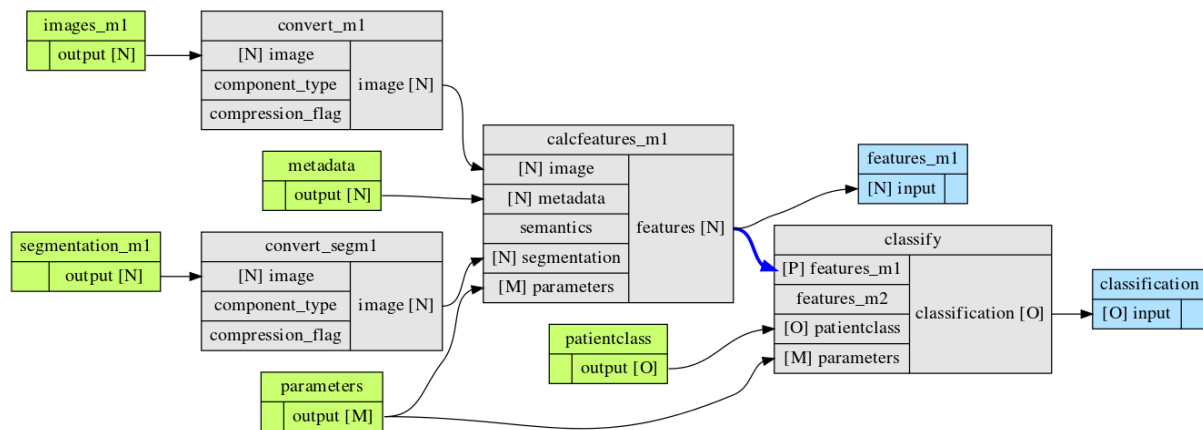 images_m1
output [N]
convert_m1
[N] image
component_type
compression_flag
image [N]
metadata
output [N]
segmentation_m1
output [N]
convert_segm1
[N] image
component_type
compression_flag
image [N]
parameters
output [M]
calcfeatures_m1
[N] image
[N] metadata
semantics
[N] segmentation
[M] parameters
features [N]
patientclass
output [O]
features_m1
[N] input
classify
[P] features_m1
features_m2
[O] patientclass
[M] parameters
classification [O]
classification
[O] input